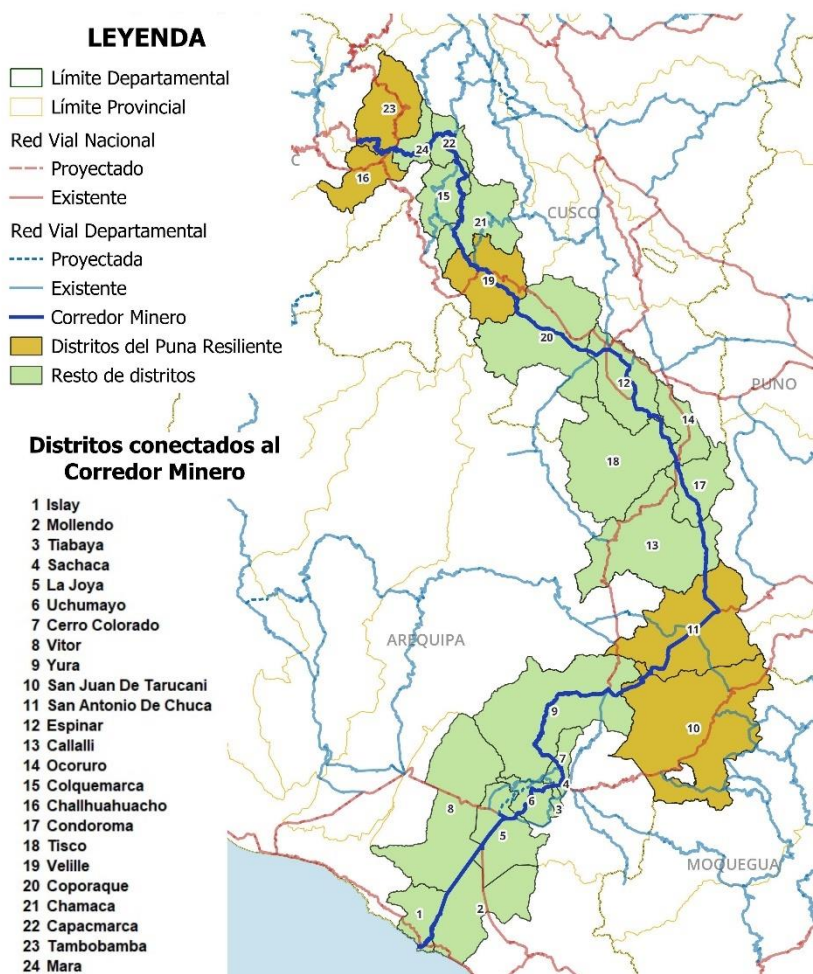 LEYENDA
Límite Departamental
Límite Provincial
Red Vial Nacional
Proyectado
Existente
Red Vial Departamental
Proyectada
Existente
Corredor Minero
Distritos del Puna Resiliente
Resto de distritos
Distritos conectados al
Corredor Minero
1 Islay
2 Mollendo
3 Tiabaya
4 Sachaca
5 La Joya
6 Uchumayo
7 Cerro Colorado
8 Vitor
9 Yura
10 San Juan De Tarucani
11 San Antonio De Chuca
12 Espinar
13 Callalli
14 Ocoruro
15 Colquemarca
16 Challhuahuacho
17 Condoroma
18 Tisco
19 Velille
20 Coporaque
21 Chamaca
22 Capacmarca
23 Tambobamba
24 Mara
23
24
22
C
16
15
21
CUSCO
19
20
12
PUNO
14
18
17
13
11
AREQUIPA
10
9
7
4
6
3
8
5
MOQUEGUA
1
2